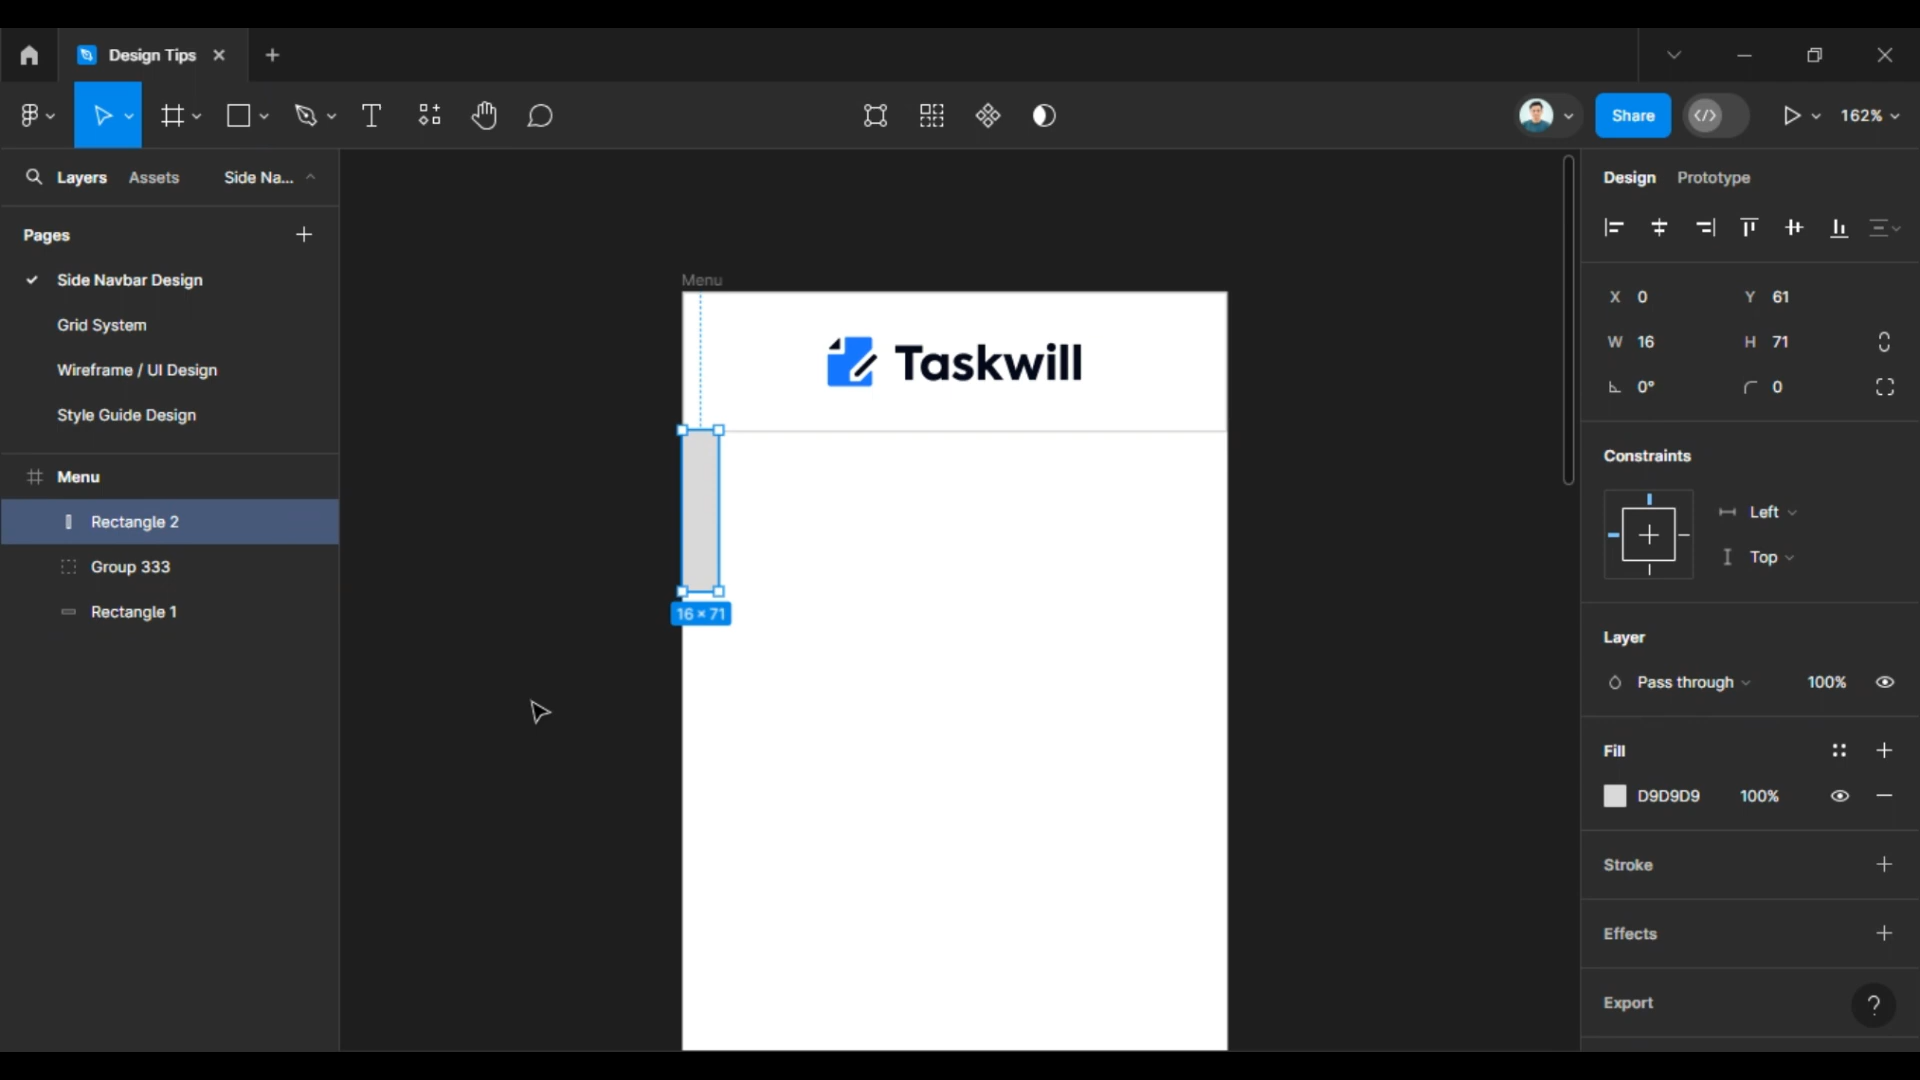 Design Tips
Share
162%
Layers Assets Side Na...
Design Prototype
Pages
Side Navbar Design
Grid System
Wireframe / UI Design
Style Guide Design
Menu
Rectangle 2
Group 333
Rectangle 1
Menu
Taskwill
16 × 71
X 0 Y 61
W 16 H 71
0° 0
Constraints
Left
Top
Layer
Pass through 100%
Fill
D9D9D9 100%
Stroke
Effects
Export
?